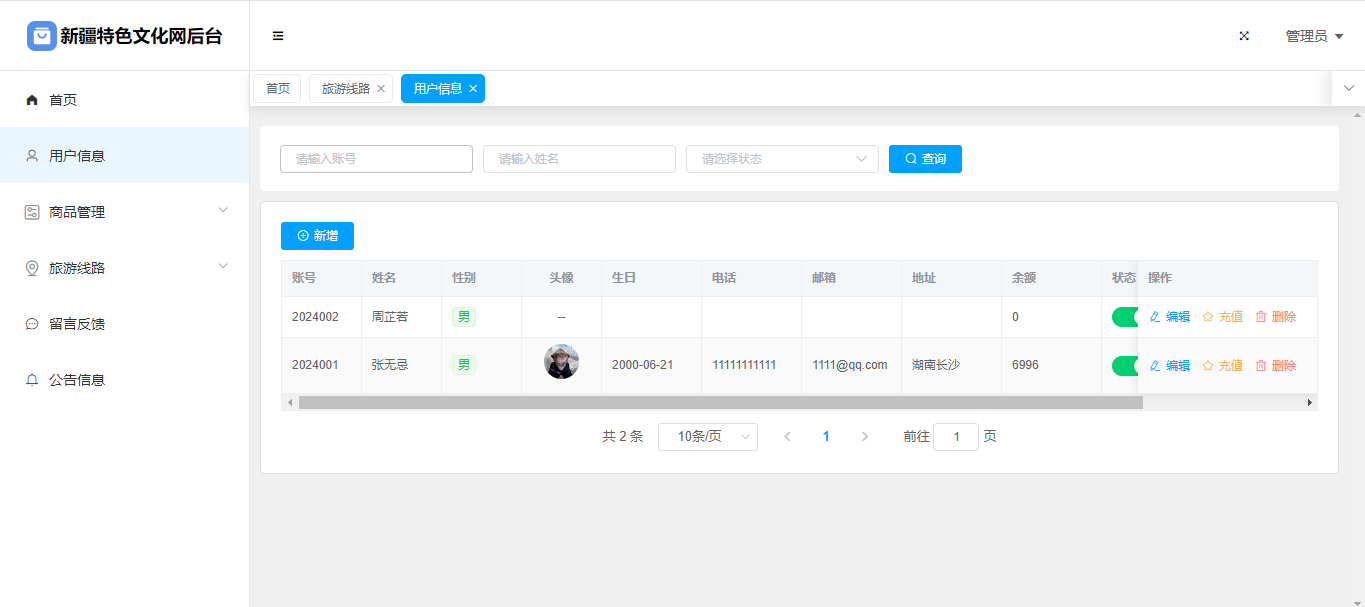 新疆特色文化网后台
管理员
首页
旅游线路
用户信息
首页
用户信息
商品管理
旅游线路
留言反馈
公告信息
请输入账号 请输入姓名 请选择状态 查询
新增
账号 姓名 性别 头像 生日 电话 邮箱 地址 余额 状态 操作
2024002 周芷若 男 -- 0 编辑 充值 删除
2024001 张无忌 男 2000-06-21 11111111111 1111@qq.com 湖南长沙 6996 编辑 充值 删除
共 2 条 10条/页 1 前往 1 页